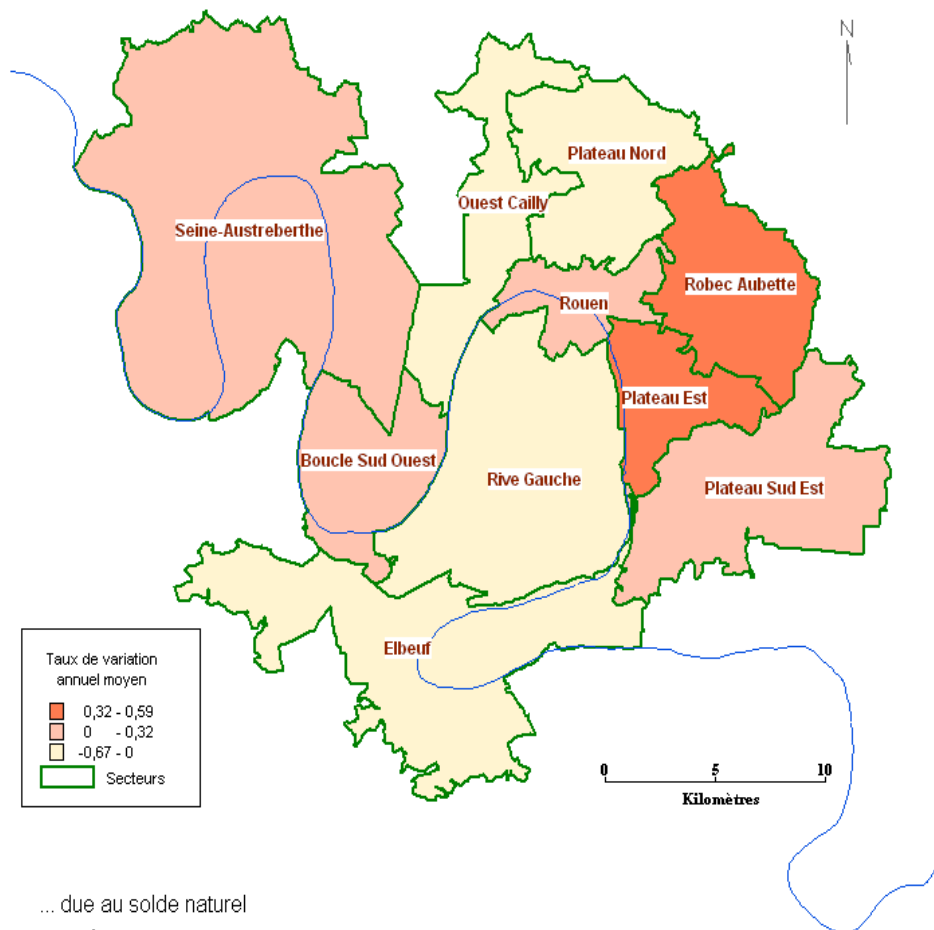 N
Plateau Nord
Ouest Cailly
Seine-Austreberthe
Robec Aubette
Rouen
Plateau Est
Boucle Sud Ouest
Rive Gauche
Plateau Sud Est
Elbeuf
Taux de variation
annuel moyen
0,32 - 0,59
0 - 0,32
-0,67 - 0
Secteurs
0 5 10
Kilomètres
... due au solde naturel